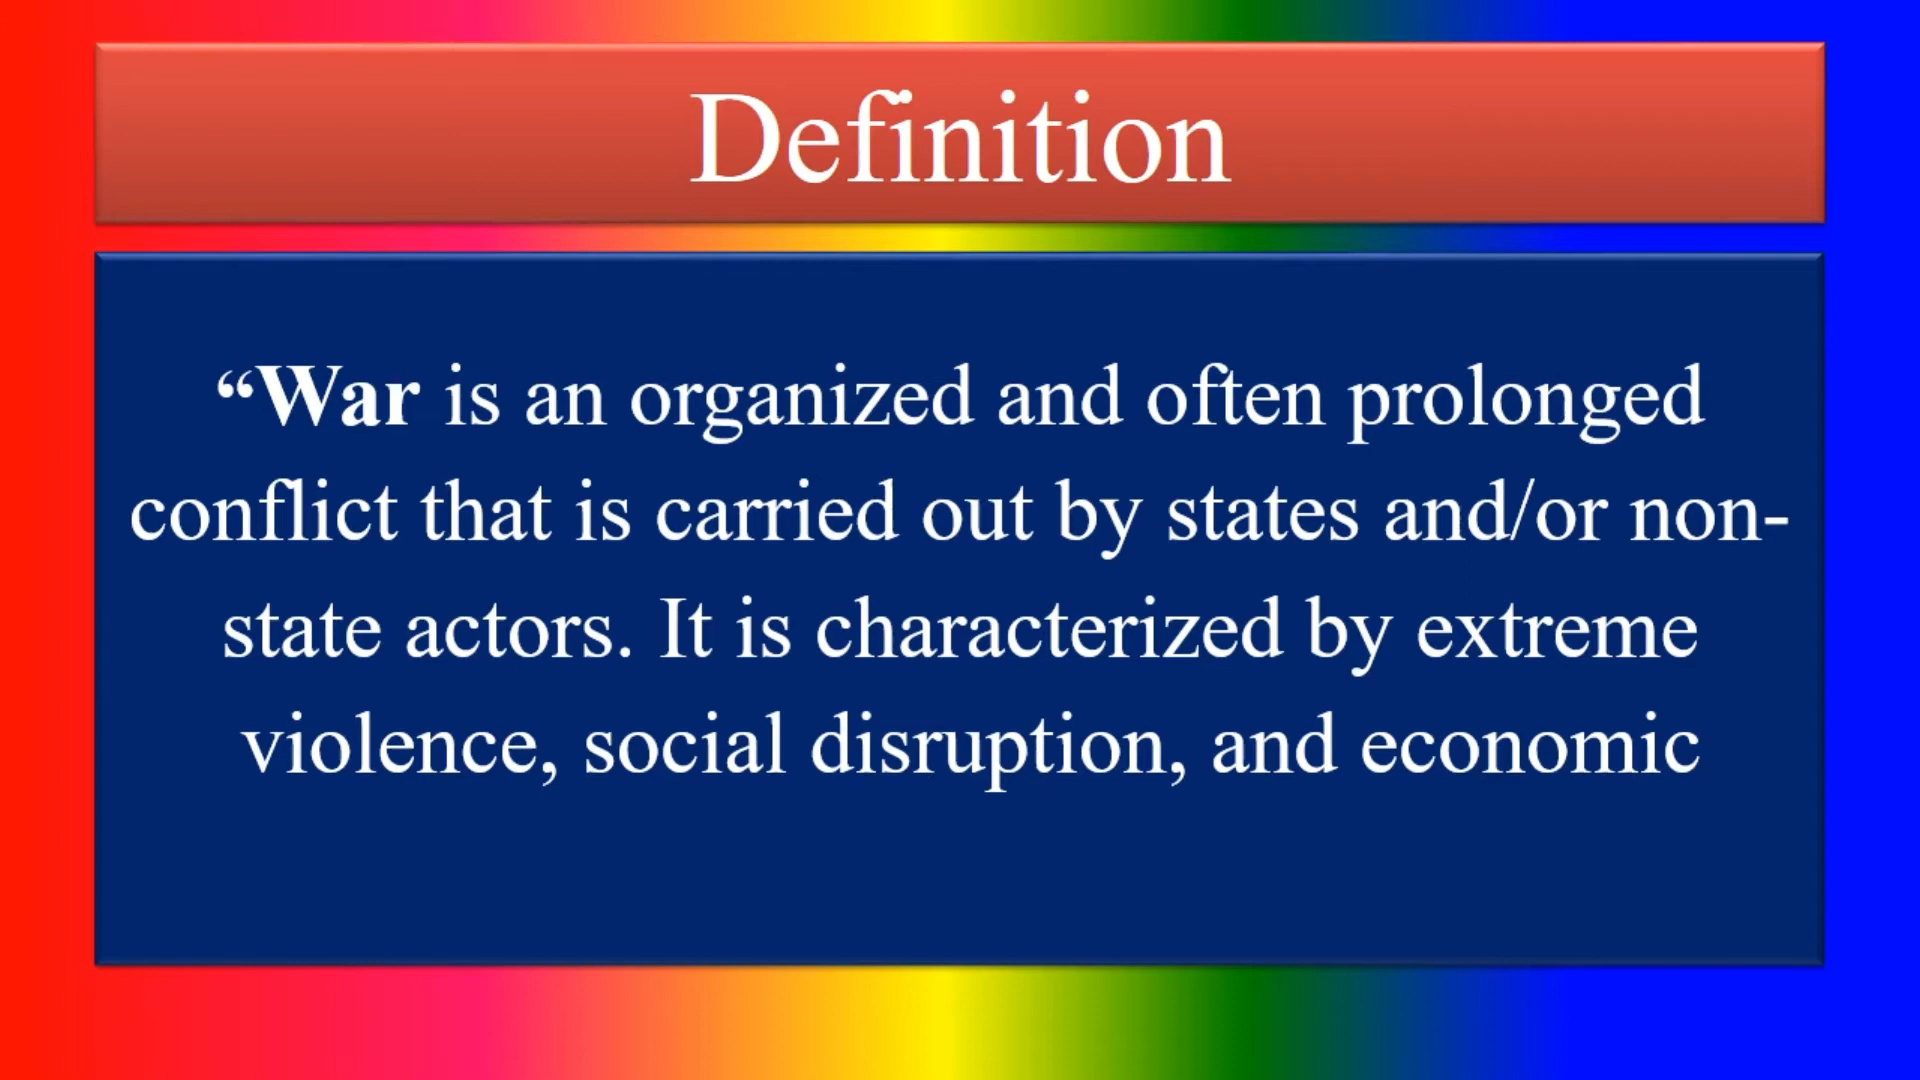 Definition
“War is an organized and often prolonged
conflict that is carried out by states and/or non-
state actors. It is characterized by extreme
violence, social disruption, and economic